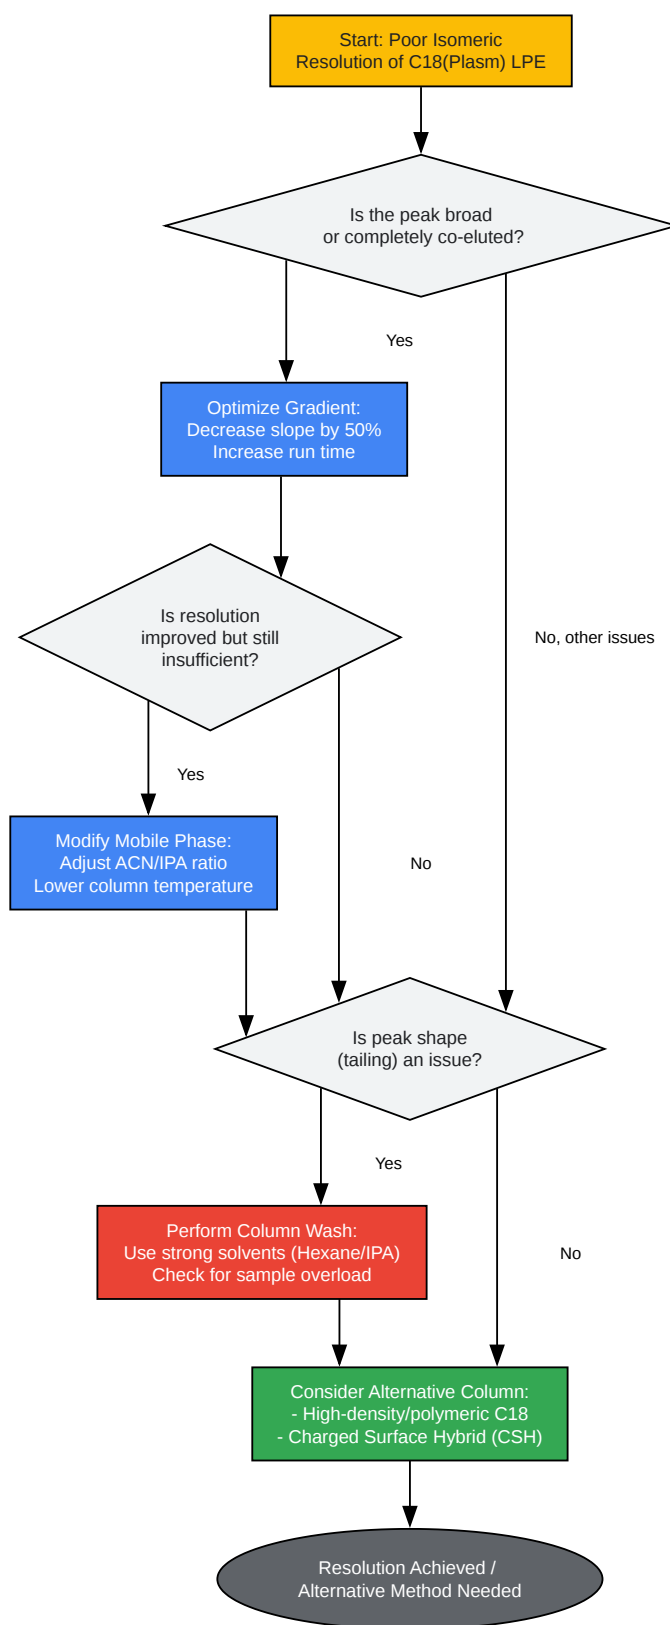 Start: Poor Isomeric
Resolution of C18(Plasm) LPE
Is the peak broad
or completely co-eluted?
Yes
Optimize Gradient:
Decrease slope by 50%
Increase run time
Is resolution
improved but still
insufficient?
No, other issues
Yes
Modify Mobile Phase:
Adjust ACN/IPA ratio
Lower column temperature
No
Is peak shape
(tailing) an issue?
Yes
Perform Column Wash:
Use strong solvents (Hexane/IPA)
Check for sample overload
No
Consider Alternative Column:
- High-density/polymeric C18
- Charged Surface Hybrid (CSH)
Resolution Achieved /
Alternative Method Needed